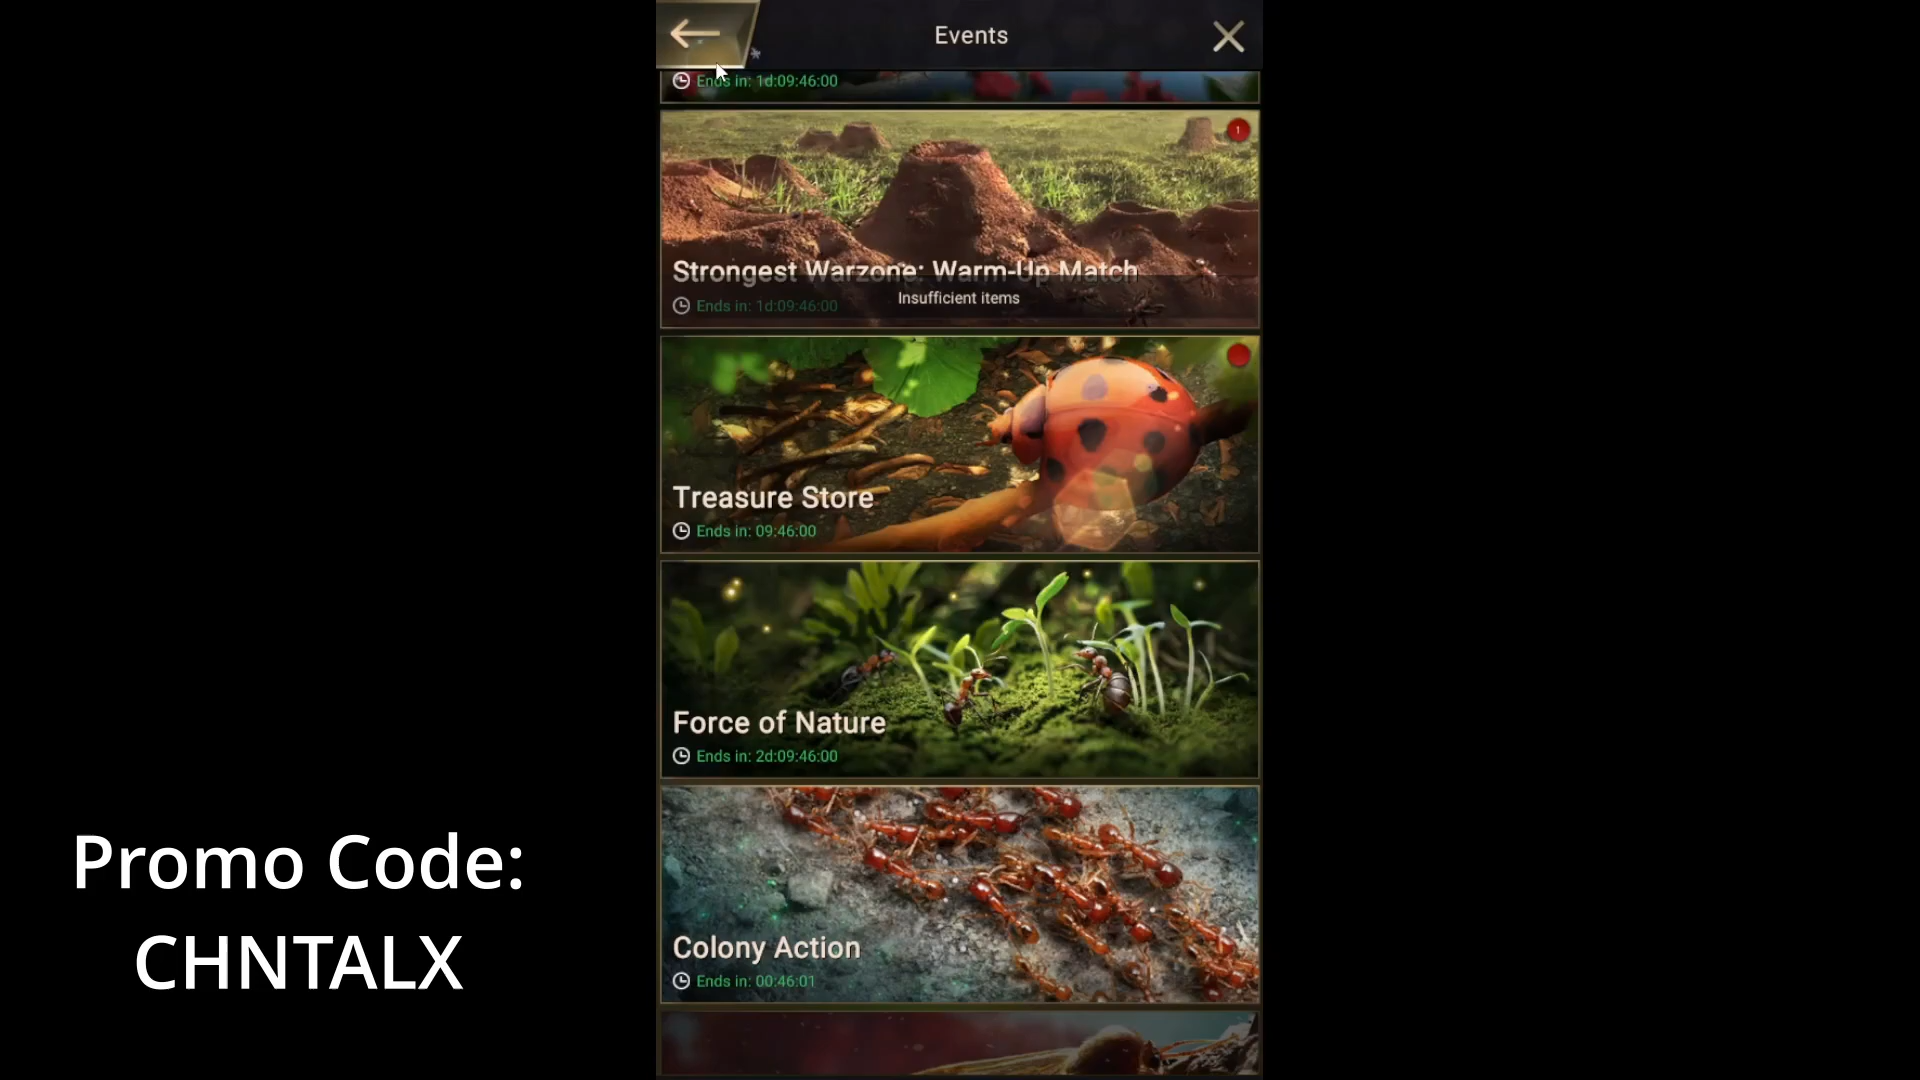 Events
Ends in: 1d:09:46:00
1
Strongest Warzone: Warm-Up Match
Insufficient items
Ends in: 1d:09:46:00
Treasure Store
Ends in: 09:46:00
Force of Nature
Ends in: 2d:09:46:00
Colony Action
Ends in: 00:46:01
Promo Code:
CHNTALX